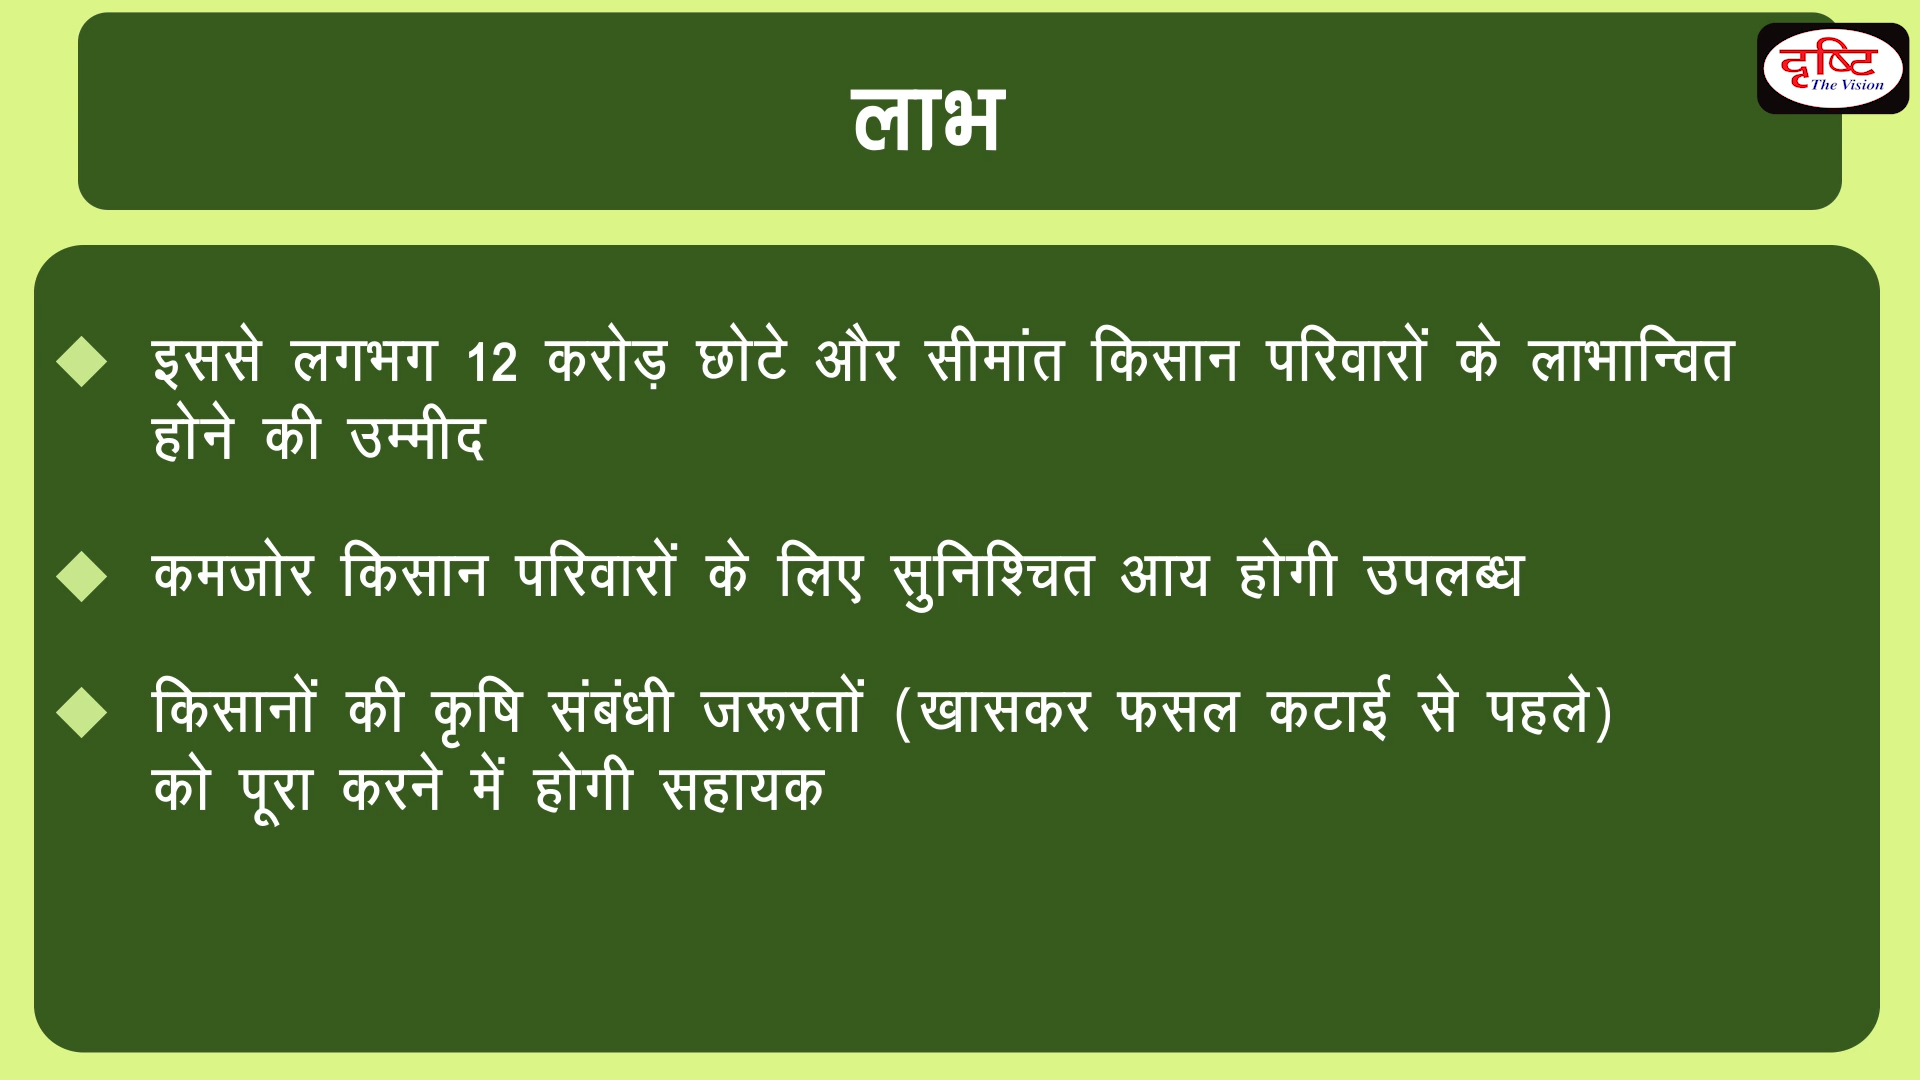 लाभ
दृष्टि
The Vision
इससे लगभग 12 करोड़ छोटे और सीमांत किसान परिवारों के लाभान्वित
होने की उम्मीद
कमजोर किसान परिवारों के लिए सुनिश्चित आय होगी उपलब्ध
किसानों की कृषि संबंधी जरूरतों (खासकर फसल कटाई से पहले)
को पूरा करने में होगी सहायक